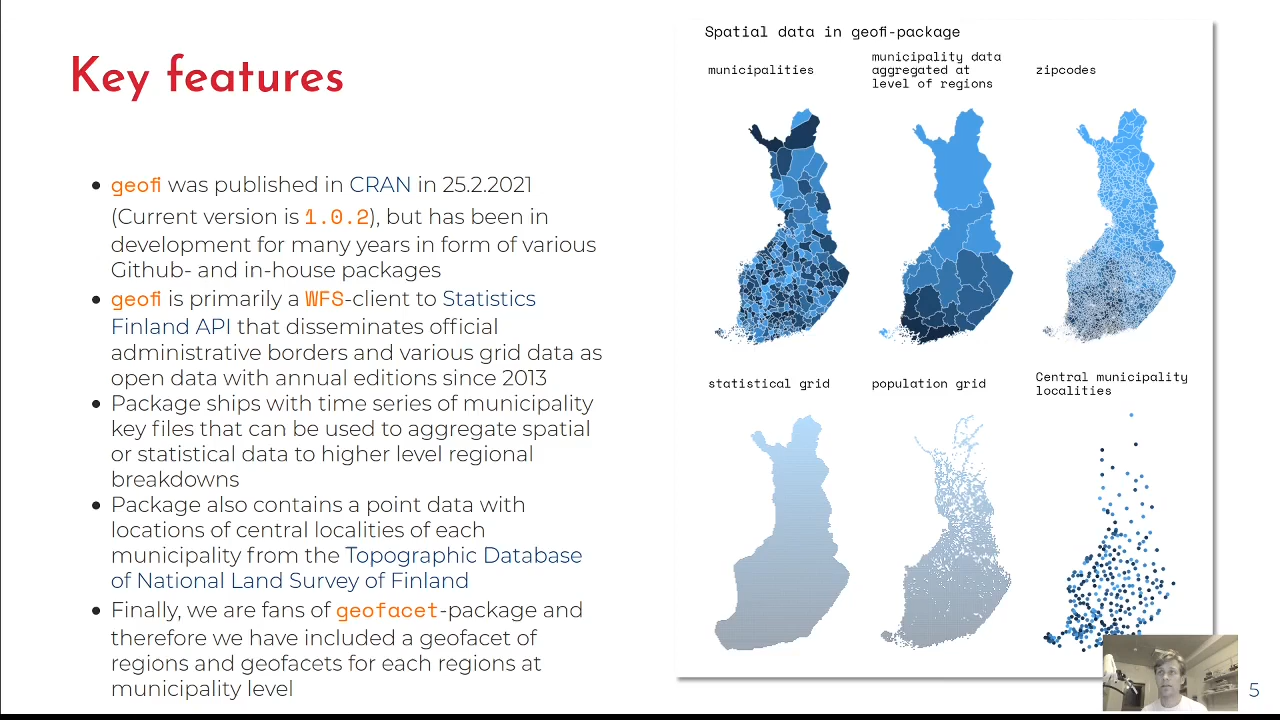 Key features
geofi was published in CRAN in 25.2.2021
(Current version is 1.0.2), but has been in
development for many years in form of various
Github- and in-house packages
geofi is primarily a WFS-client to Statistics
Finland API that disseminates official
administrative borders and various grid data as
open data with annual editions since 2013
Package ships with time series of municipality
key files that can be used to aggregate spatial
or statistical data to higher level regional
breakdowns
Package also contains a point data with
locations of central localities of each
municipality from the Topographic Database
of National Land Survey of Finland
Finally, we are fans of geofacet-package and
therefore we have included a geofacet of
regions and geofacets for each regions at
municipality level
Spatial data in geofi-package
municipalities
municipality data
aggregated at
level of regions
zipcodes
statistical grid
population grid
Central municipality
localities
5